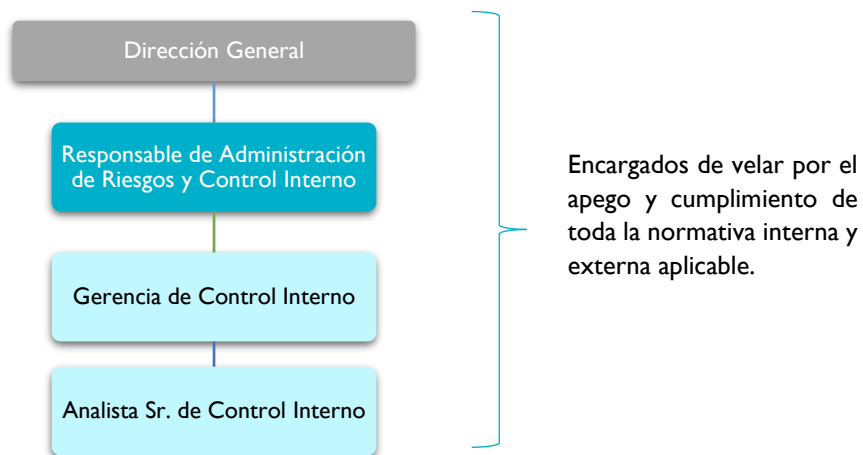 Dirección General
Responsable de Administración
de Riesgos y Control Interno
Gerencia de Control Interno
Analista Sr. de Control Interno
Encargados de velar por el
apego y cumplimiento de
toda la normativa interna y
externa aplicable.